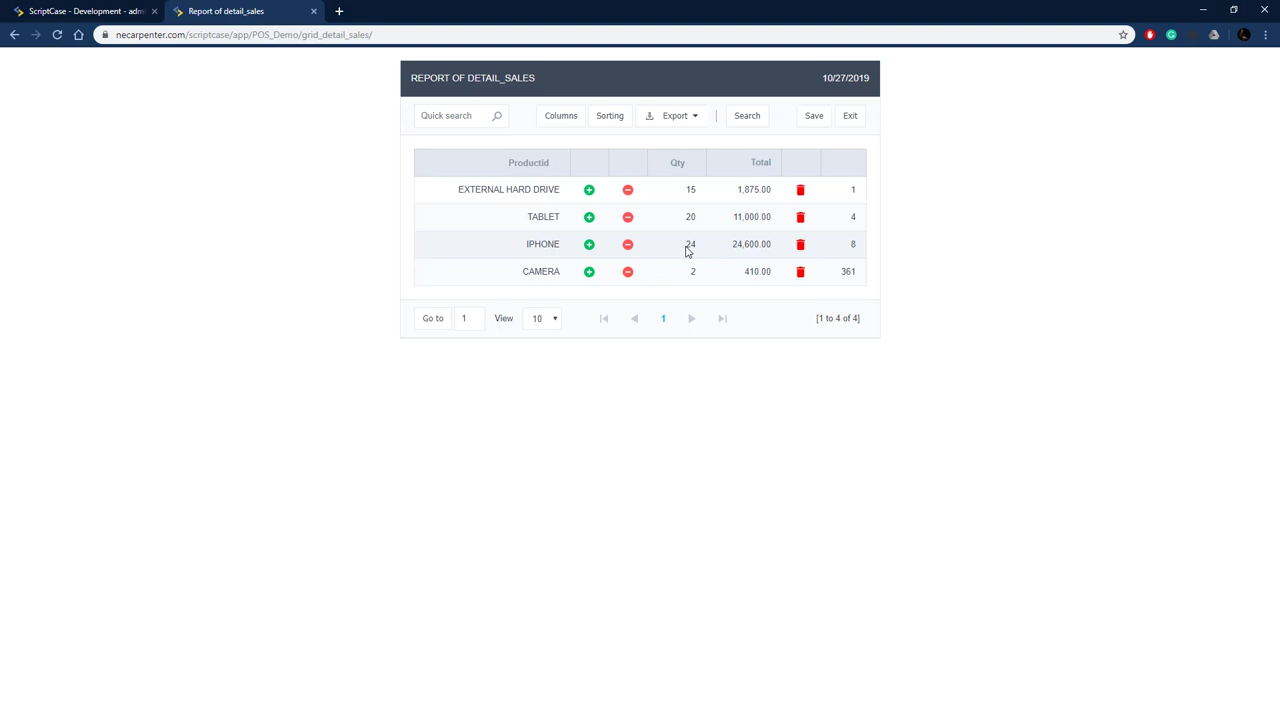 ScriptCase - Development - adm
Report of detail_sales
necarpenter.com/scriptcase/app/POS_Demo/grid_detail_sales/
REPORT OF DETAIL_SALES 10/27/2019
Quick search Columns Sorting Export Search Save Exit
Productid Qty Total
EXTERNAL HARD DRIVE 15 1,875.00 1
TABLET 20 11,000.00 4
IPHONE 24 24,600.00 8
CAMERA 2 410.00 361
Go to 1 View 10 1 [1 to 4 of 4]